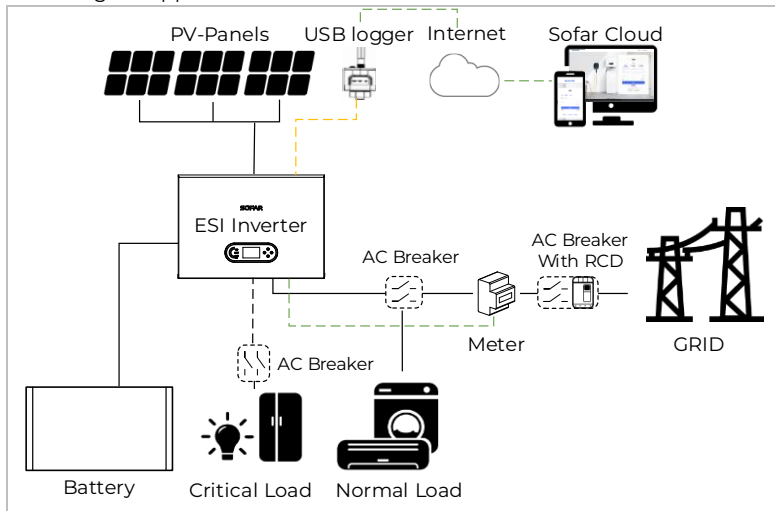 PV-Panels
USB logger
Internet
Sofar Cloud
SOFAR
ESI Inverter
AC Breaker
AC Breaker
With RCD
Meter
GRID
AC Breaker
Battery
Critical Load
Normal Load